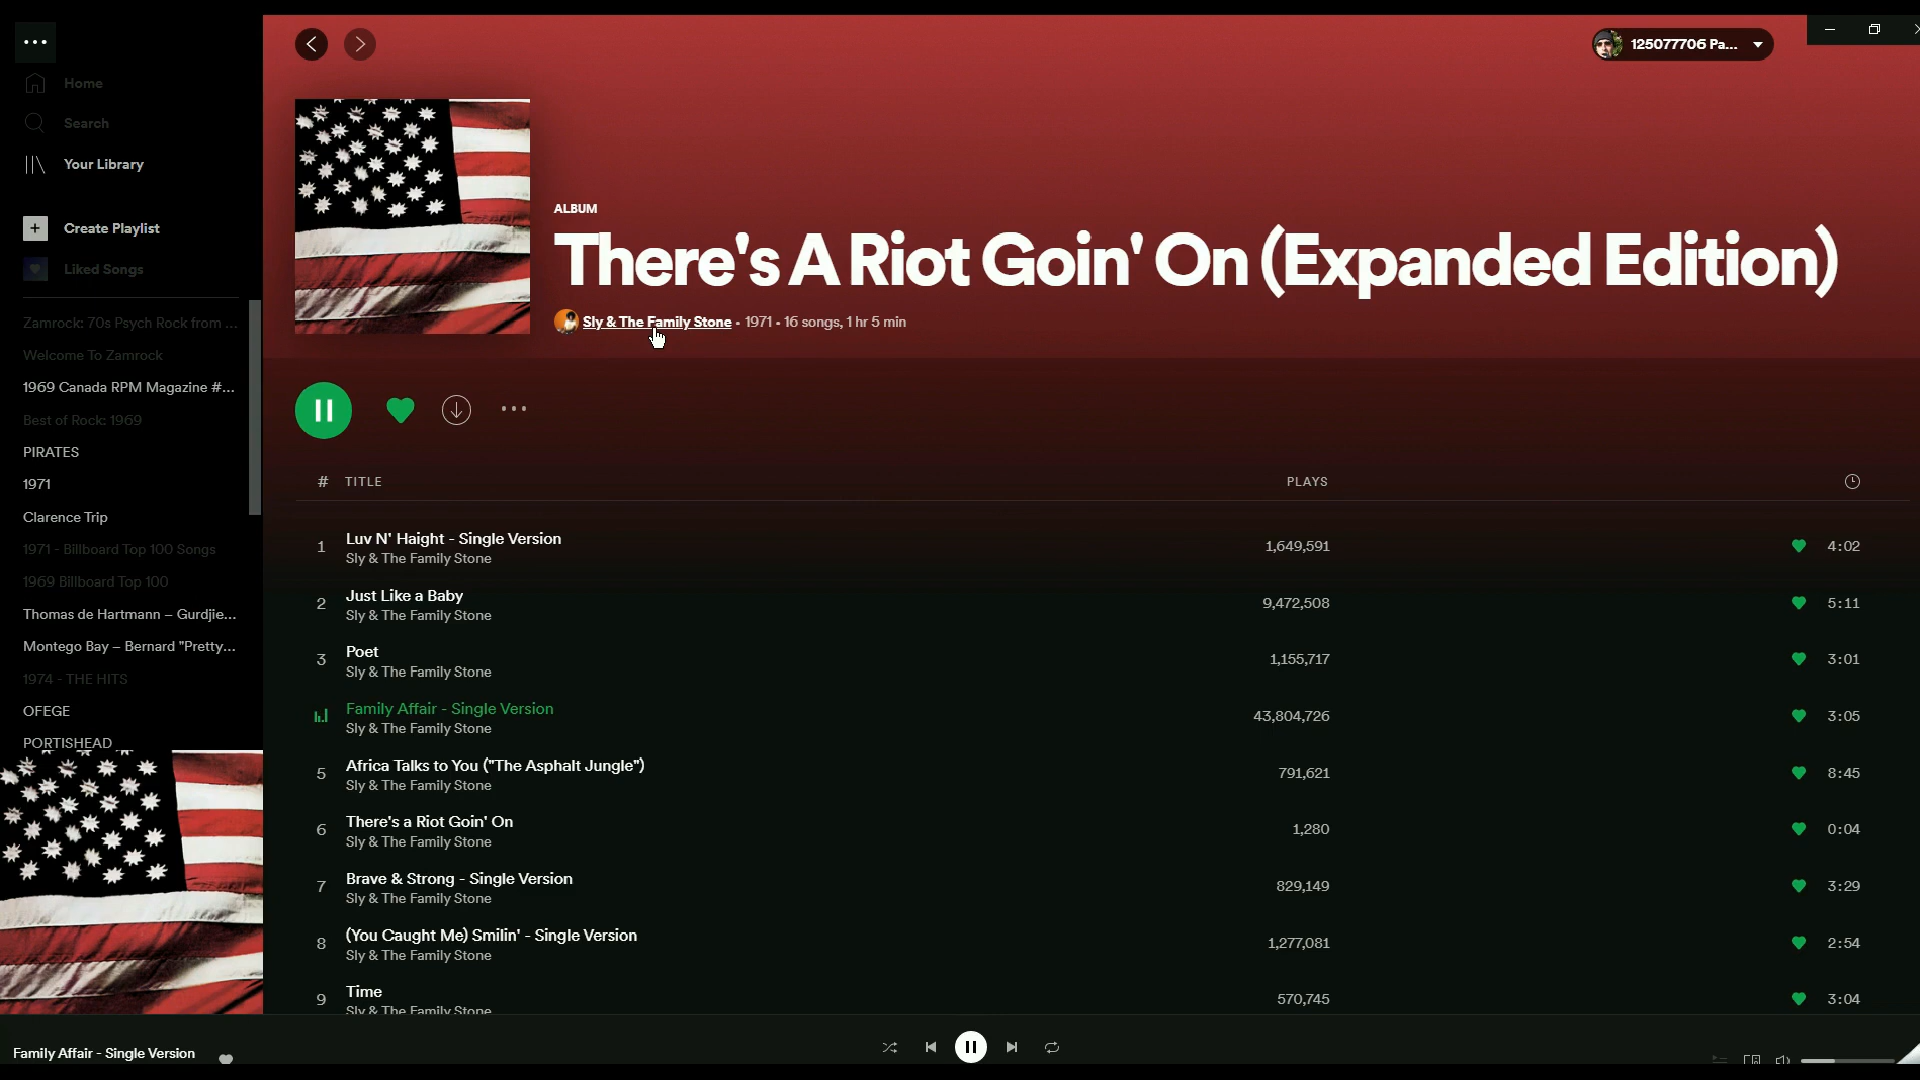 Home
Search
Your Library
Create Playlist
Liked Songs
Zamrock: 70s Psych Rock from ...
Welcome To Zamrock
1969 Canada RPM Magazine #...
Best of Rock: 1969
PIRATES
1971
Clarence Trip
1971 - Billboard Top 100 Songs
1969 Billboard Top 100
Thomas de Hartmann – Gurdjie...
Montego Bay – Bernard "Pretty...
1974 - THE HITS
OFEGE
PORTISHEAD
125077706 Pa...
ALBUM
There's A Riot Goin' On (Expanded Edition)
Sly & The Family Stone • 1971 • 16 songs, 1 hr 5 min
# TITLE PLAYS
1 Luv N' Haight - Single Version 1,649,591 4:02
Sly & The Family Stone
2 Just Like a Baby 9,472,508 5:11
Sly & The Family Stone
3 Poet 1,155,717 3:01
Sly & The Family Stone
Family Affair - Single Version 43,804,726 3:05
Sly & The Family Stone
5 Africa Talks to You ("The Asphalt Jungle") 791,621 8:45
Sly & The Family Stone
6 There's a Riot Goin' On 1,280 0:04
Sly & The Family Stone
7 Brave & Strong - Single Version 829,149 3:29
Sly & The Family Stone
8 (You Caught Me) Smilin' - Single Version 1,277,081 2:54
Sly & The Family Stone
9 Time 570,745 3:04
Sly & The Family Stone
Family Affair - Single Version